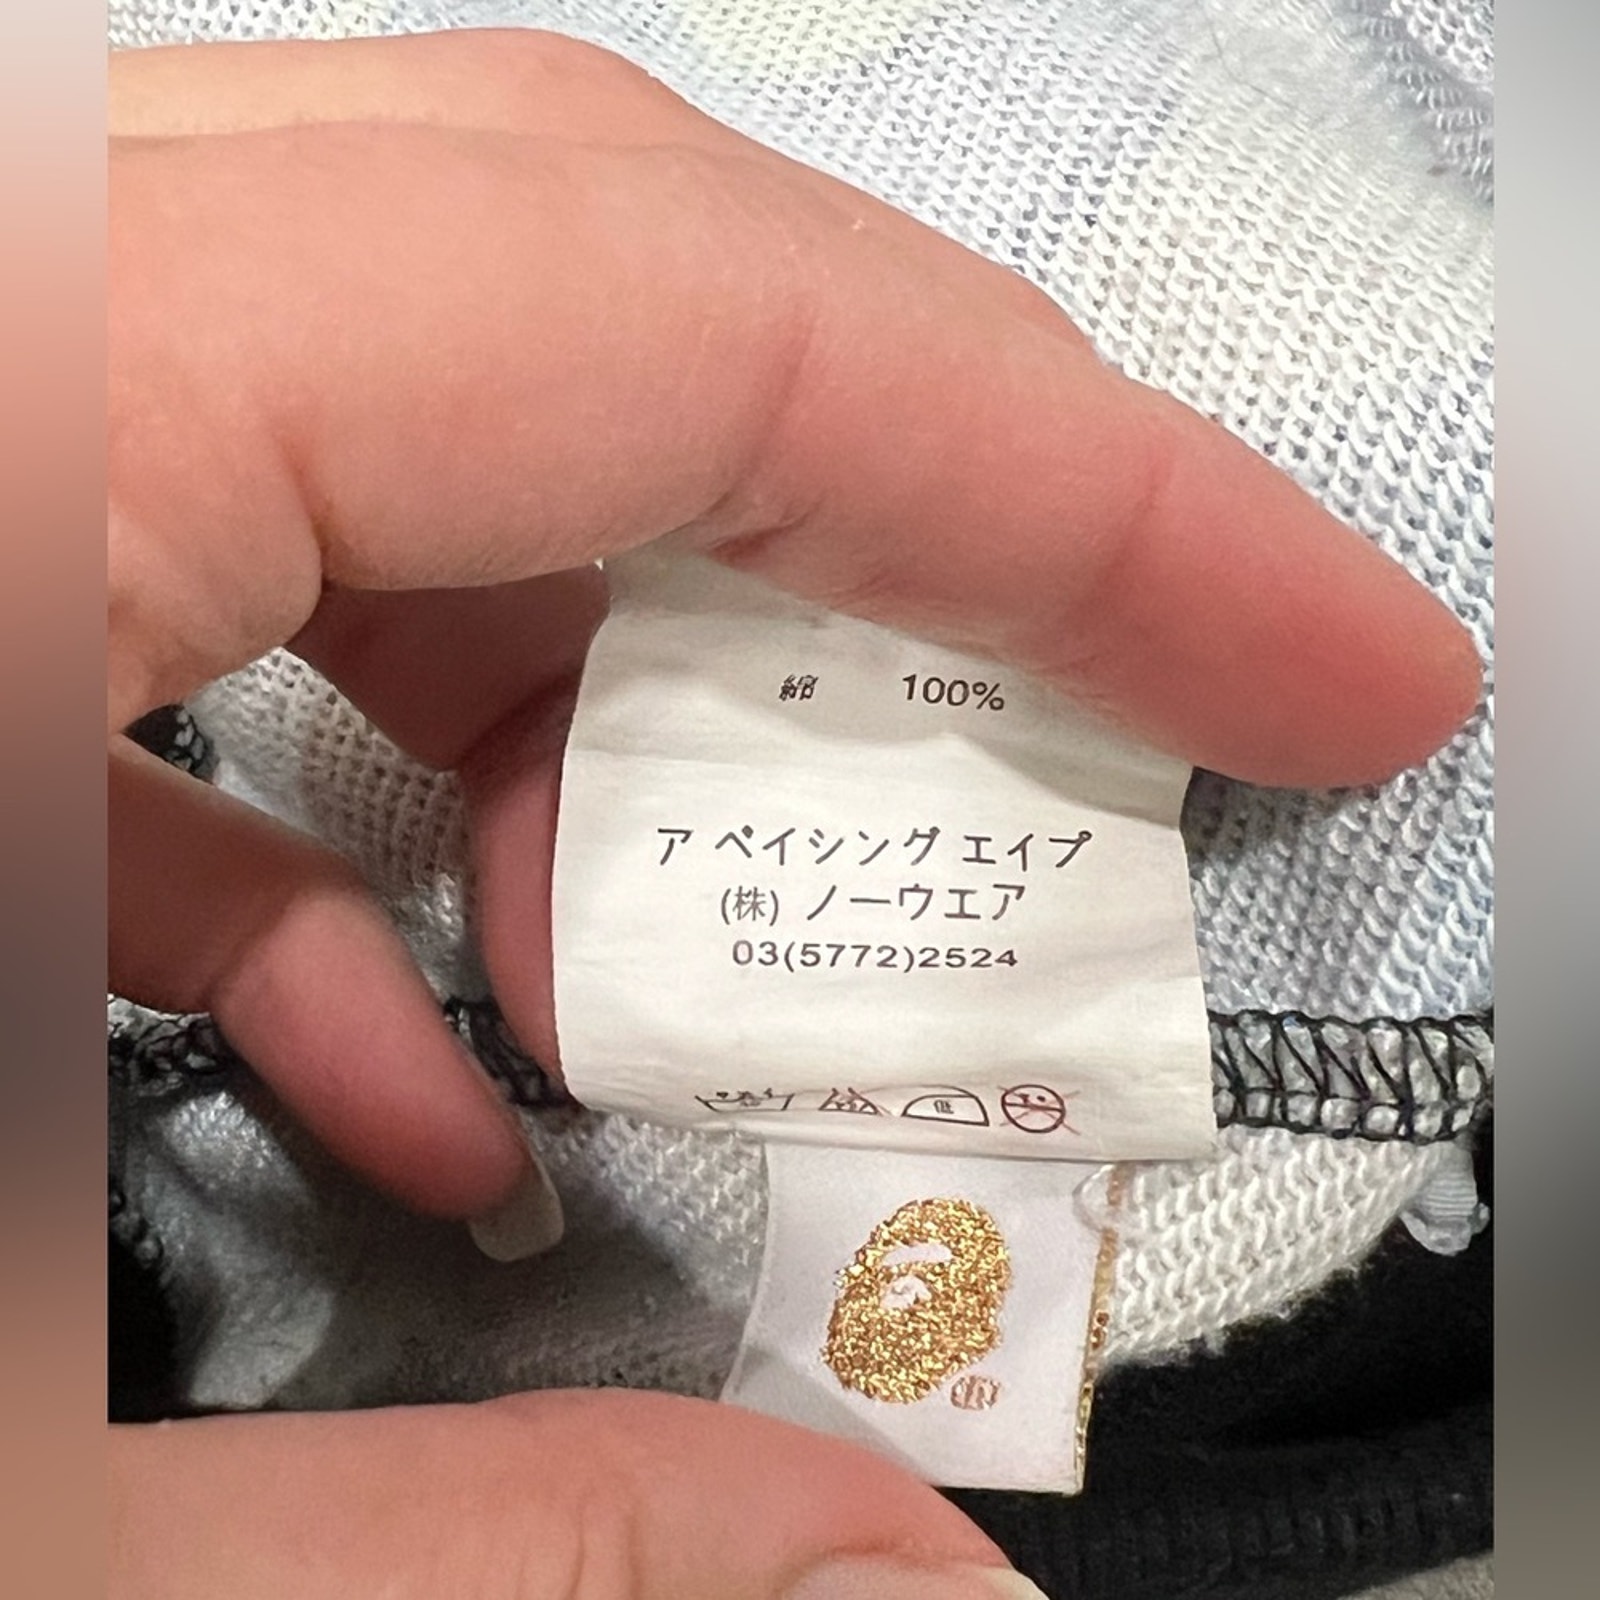 綿 100%
ア ベイシング エイプ
(株) ノーウエア
03(5772)2524
低